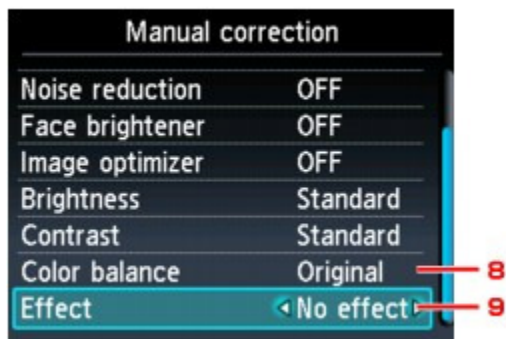 Manual correction
Noise reduction OFF
Face brightener OFF
Image optimizer OFF
Brightness Standard
Contrast Standard
Color balance Original 8
Effect No effect 9